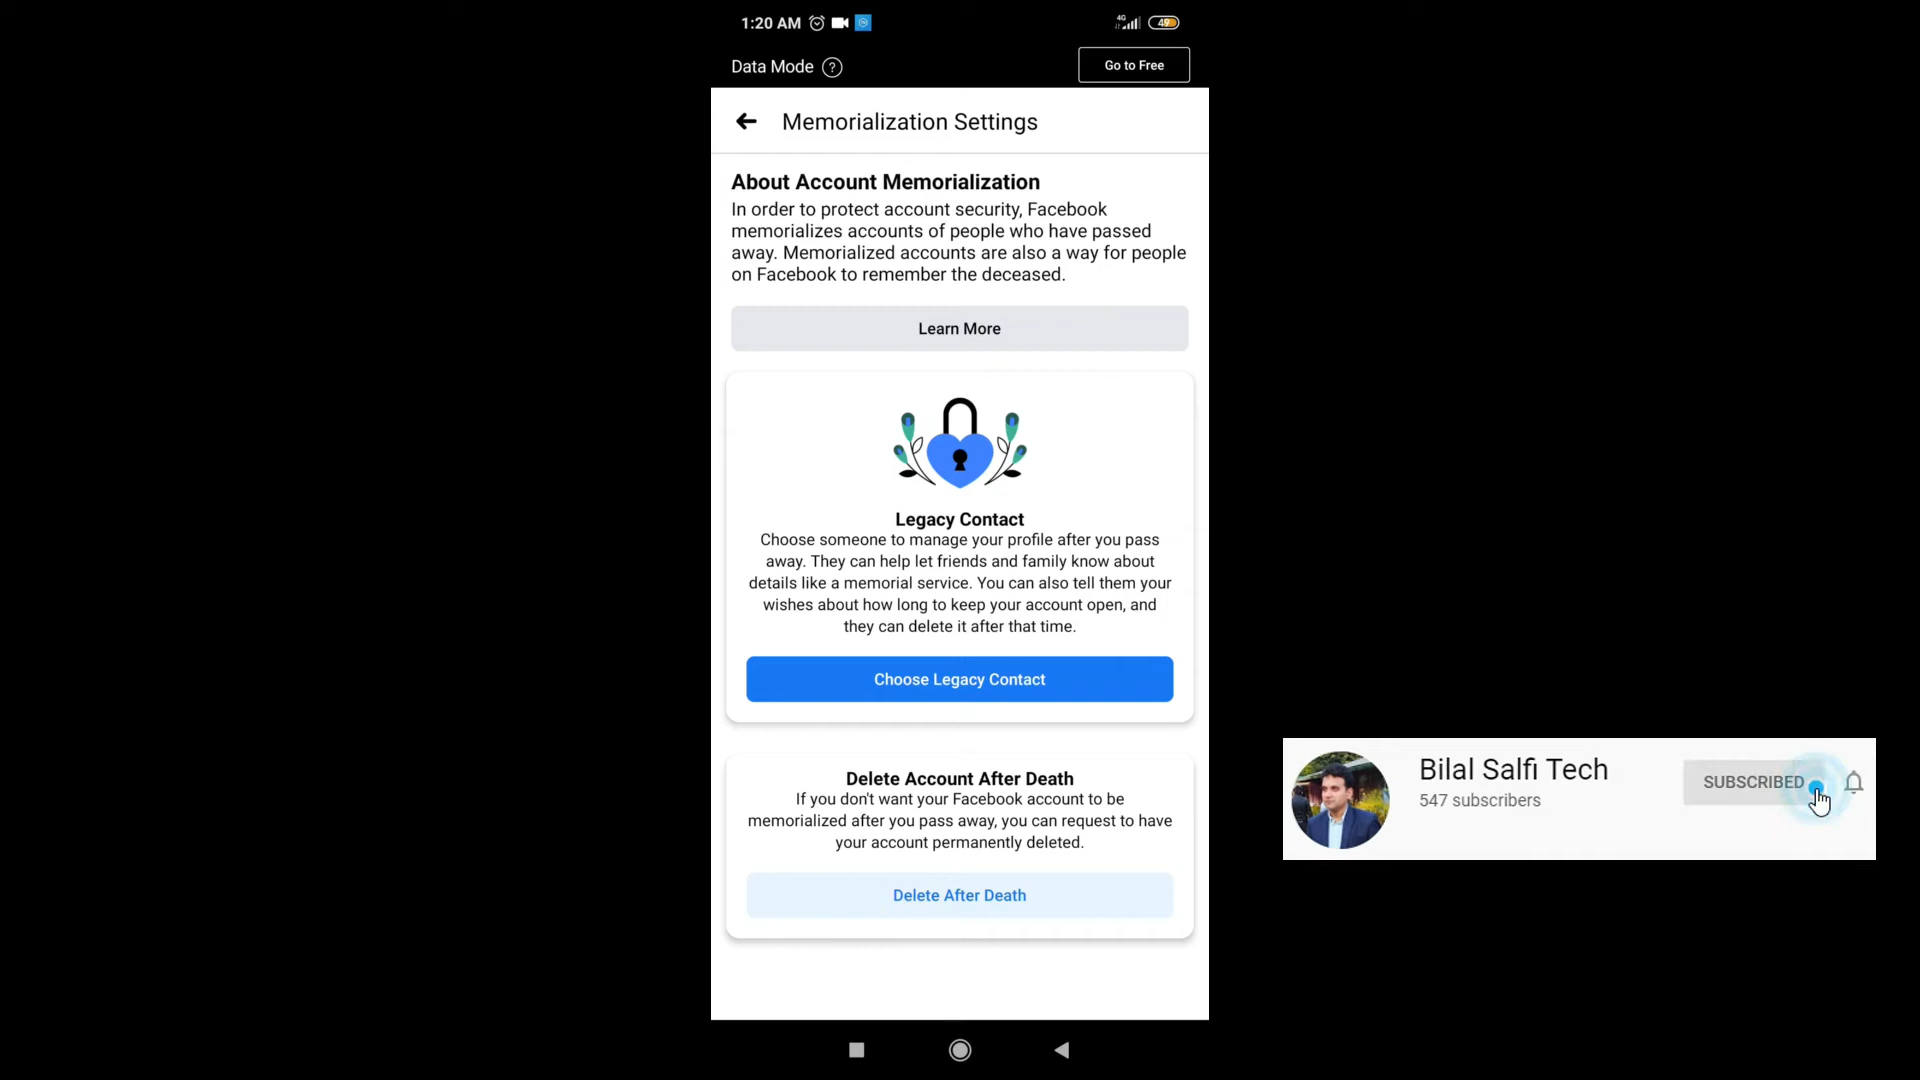 1:20 AM
4G
49
Data Mode ?
Go to Free
Memorialization Settings
About Account Memorialization
In order to protect account security, Facebook
memorializes accounts of people who have passed
away. Memorialized accounts are also a way for people
on Facebook to remember the deceased.
Learn More
Legacy Contact
Choose someone to manage your profile after you pass
away. They can help let friends and family know about
details like a memorial service. You can also tell them your
wishes about how long to keep your account open, and
they can delete it after that time.
Choose Legacy Contact
Delete Account After Death
If you don't want your Facebook account to be
memorialized after you pass away, you can request to have
your account permanently deleted.
Delete After Death
Bilal Salfi Tech
547 subscribers
SUBSCRIBED